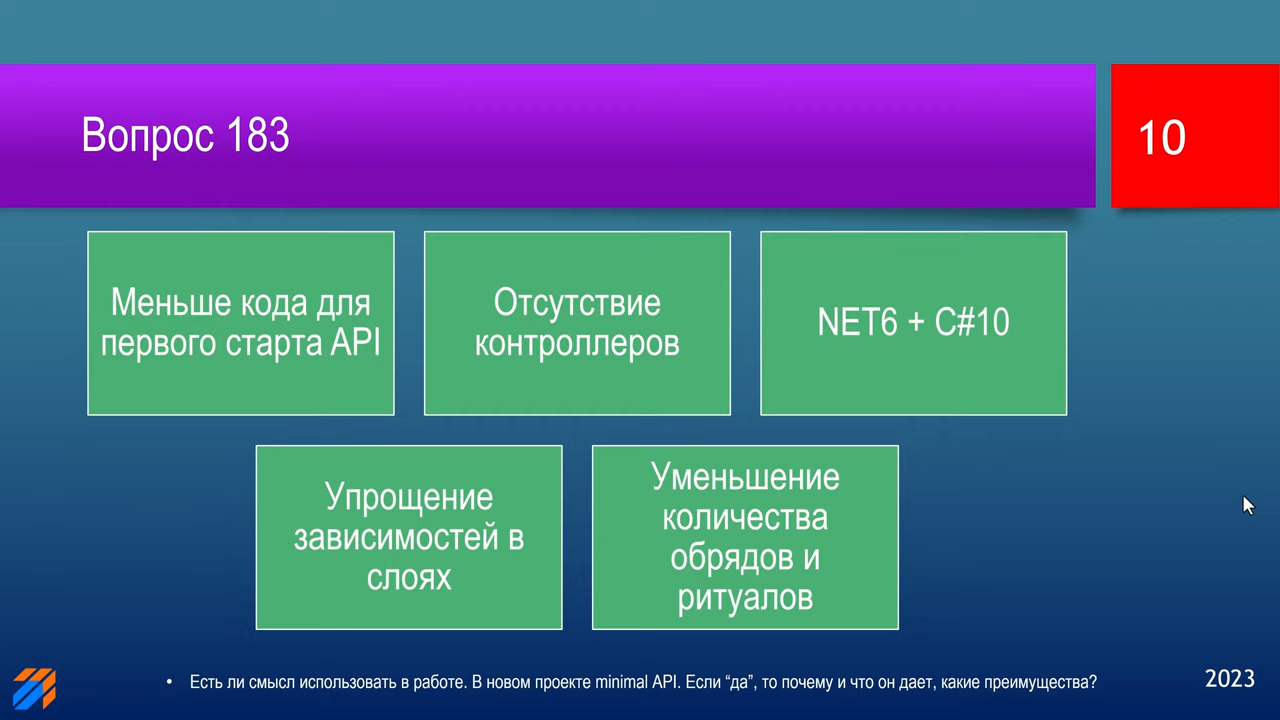 Вопрос 183
10
Меньше кода для
первого старта API
Отсутствие
контроллеров
NET6 + C#10
Упрощение
зависимостей в
слоях
Уменьшение
количества
обрядов и
ритуалов
• Есть ли смысл использовать в работе. В новом проекте minimal API. Если “да”, то почему и что он дает, какие преимущества?
2023